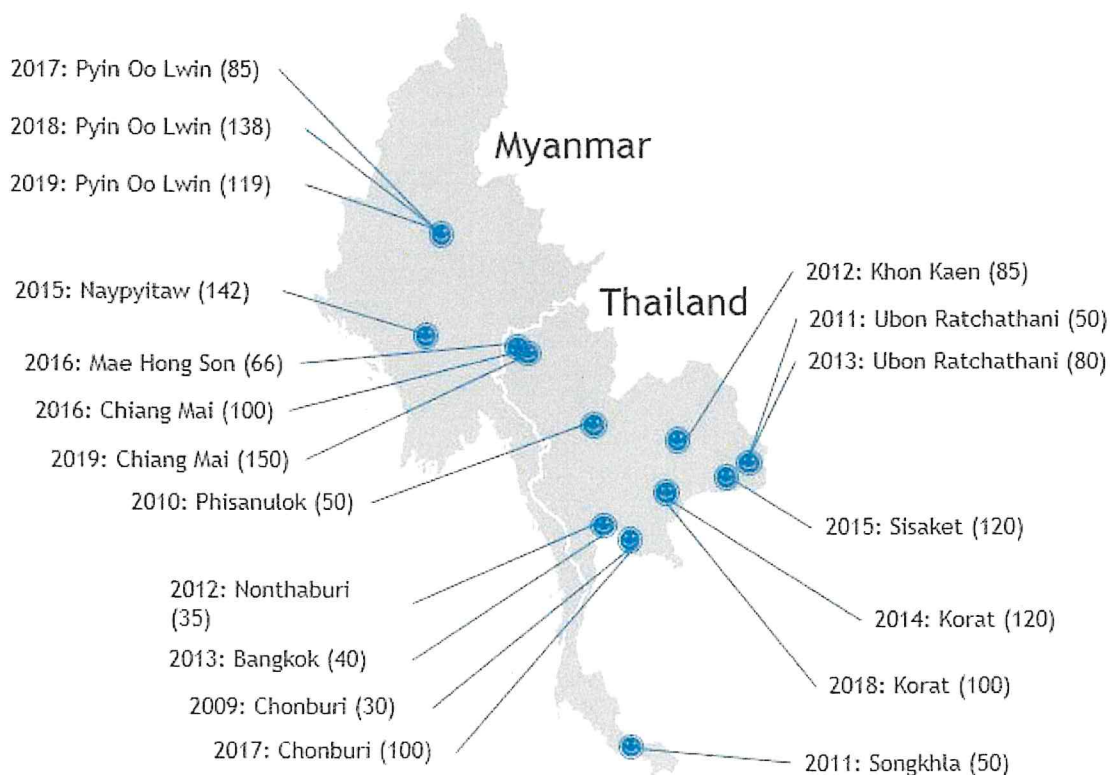 2017: Pyin Oo Lwin (85)
2018: Pyin Oo Lwin (138)
2019: Pyin Oo Lwin (119)
Myanmar
2015: Naypyitaw (142)
Thailand
2016: Mae Hong Son (66)
2016: Chiang Mai (100)
2019: Chiang Mai (150)
2010: Phisanulok (50)
2012: Nonthaburi
(35)
2013: Bangkok (40)
2009: Chonburi (30)
2017: Chonburi (100)
2012: Khon Kaen (85)
2011: Ubon Ratchathani (50)
2013: Ubon Ratchathani (80)
2015: Sisaket (120)
2014: Korat (120)
2018: Korat (100)
2011: Songkhla (50)